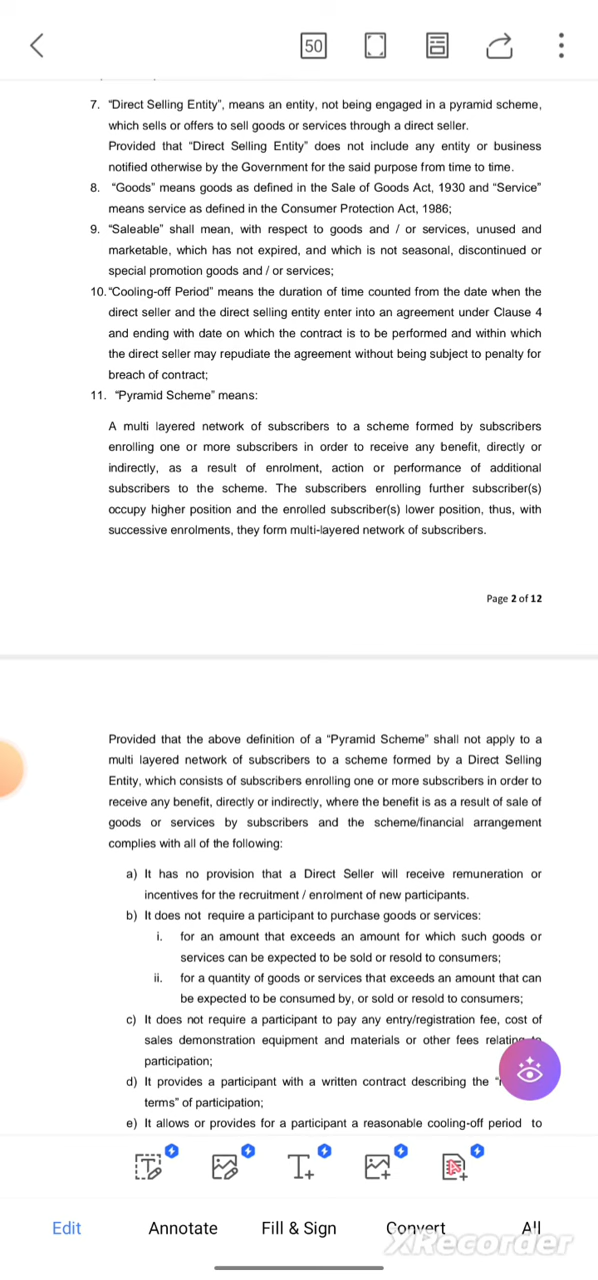 50
7. "Direct Selling Entity", means an entity, not being engaged in a pyramid scheme,
which sells or offers to sell goods or services through a direct seller.
Provided that "Direct Selling Entity" does not include any entity or business
notified otherwise by the Government for the said purpose from time to time.
8. "Goods" means goods as defined in the Sale of Goods Act, 1930 and "Service"
means service as defined in the Consumer Protection Act, 1986;
9. "Saleable" shall mean, with respect to goods and / or services, unused and
marketable, which has not expired, and which is not seasonal, discontinued or
special promotion goods and / or services;
10. "Cooling-off Period" means the duration of time counted from the date when the
direct seller and the direct selling entity enter into an agreement under Clause 4
and ending with date on which the contract is to be performed and within which
the direct seller may repudiate the agreement without being subject to penalty for
breach of contract;
11. "Pyramid Scheme" means:
A multi layered network of subscribers to a scheme formed by subscribers
enrolling one or more subscribers in order to receive any benefit, directly or
indirectly, as a result of enrolment, action or performance of additional
subscribers to the scheme. The subscribers enrolling further subscriber(s)
occupy higher position and the enrolled subscriber(s) lower position, thus, with
successive enrolments, they form multi-layered network of subscribers.
Page 2 of 12
Provided that the above definition of a "Pyramid Scheme" shall not apply to a
multi layered network of subscribers to a scheme formed by a Direct Selling
Entity, which consists of subscribers enrolling one or more subscribers in order to
receive any benefit, directly or indirectly, where the benefit is as a result of sale of
goods or services by subscribers and the scheme/financial arrangement
complies with all of the following:
a) It has no provision that a Direct Seller will receive remuneration or
incentives for the recruitment / enrolment of new participants.
b) It does not require a participant to purchase goods or services:
i. for an amount that exceeds an amount for which such goods or
services can be expected to be sold or resold to consumers;
ii. for a quantity of goods or services that exceeds an amount that can
be expected to be consumed by, or sold or resold to consumers;
c) It does not require a participant to pay any entry/registration fee, cost of
sales demonstration equipment and materials or other fees relating to
participation;
d) It provides a participant with a written contract describing the
terms" of participation;
e) It allows or provides for a participant a reasonable cooling-off period to
Edit Annotate Fill & Sign Convert All
XRecorder